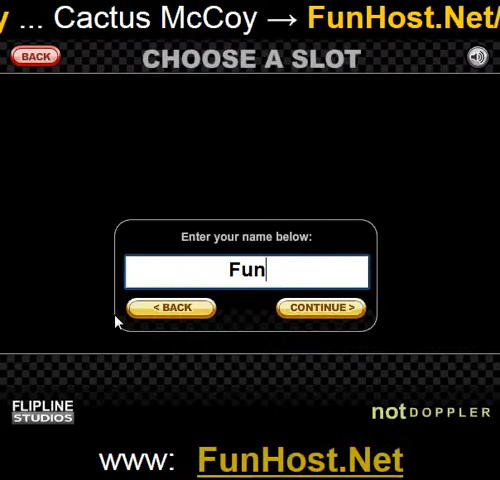 y ... Cactus McCoy → FunHost.Net/
BACK
CHOOSE A SLOT
Enter your name below:
Fun
< BACK
CONTINUE >
FLIPLINE
STUDIOS
notDOPPLER
www: FunHost.Net